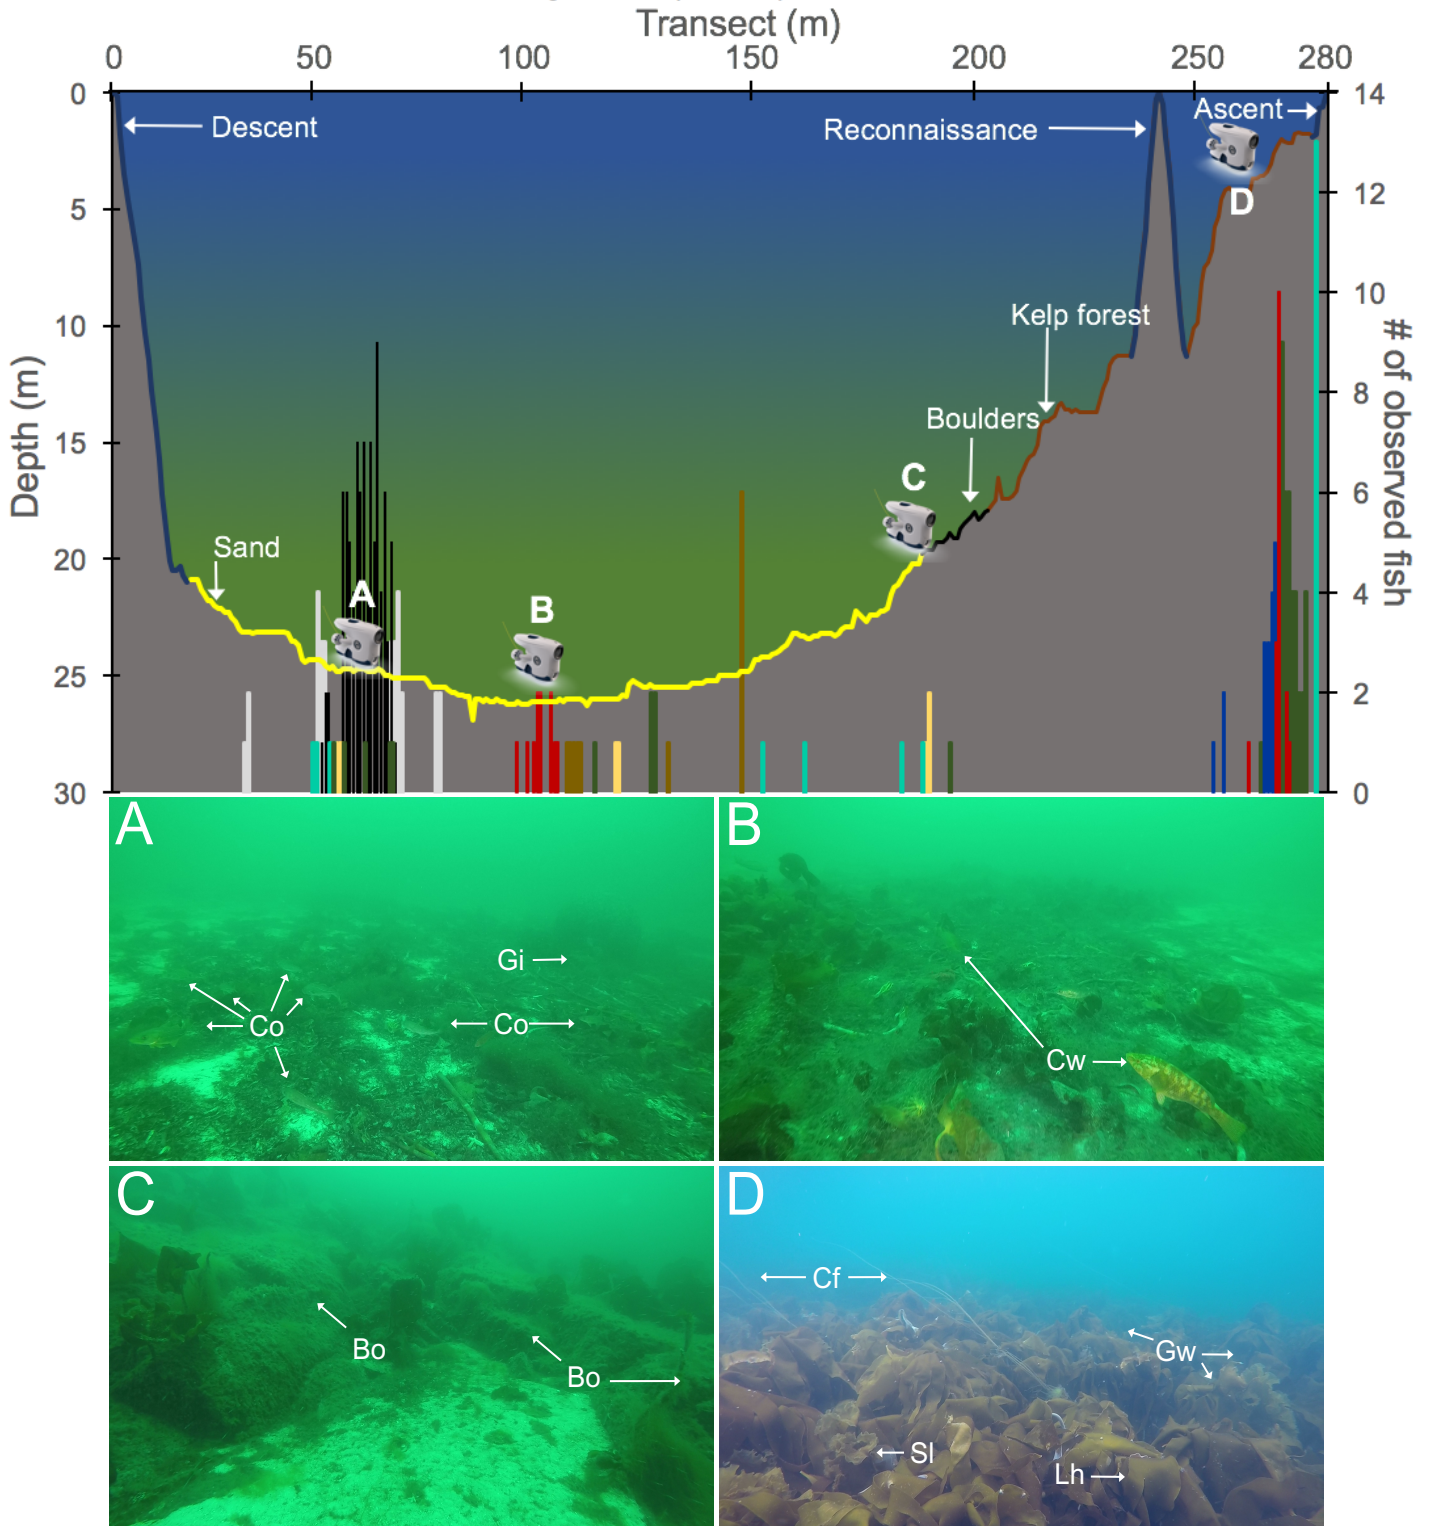 Transect (m)
0 50 100 150 200 250 280
0 14
Descent
Reconnaissance
Ascent
D
12
5
10
10
Kelp forest
Depth (m)
# of observed fish
8
Boulders
15
C
6
Sand
20
A
B
4
25
2
30 0
A
Gi
Co
Co
B
Cw
C
Bo
Bo
D
Cf
Gw
Sl
Lh